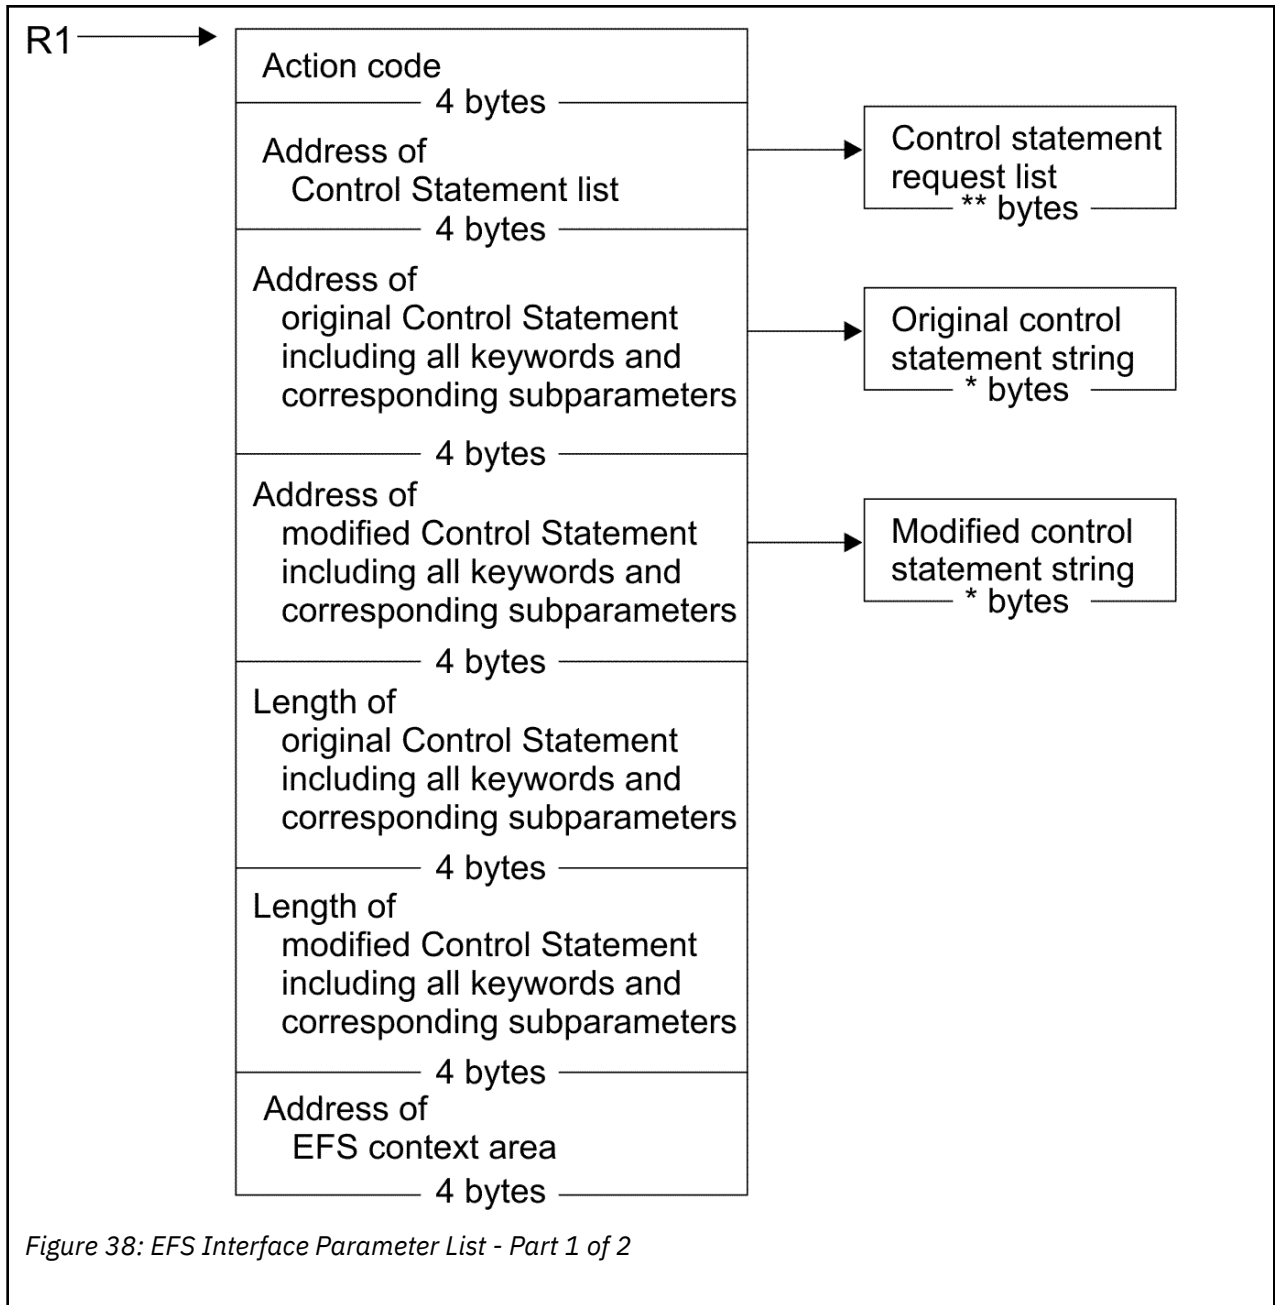 R1
Action code
4 bytes
Address of
Control Statement list
4 bytes
Control statement
request list
** bytes
Address of
original Control Statement
including all keywords and
corresponding subparameters
4 bytes
Original control
statement string
* bytes
Address of
modified Control Statement
including all keywords and
corresponding subparameters
4 bytes
Modified control
statement string
* bytes
Length of
original Control Statement
including all keywords and
corresponding subparameters
4 bytes
Length of
modified Control Statement
including all keywords and
corresponding subparameters
4 bytes
Address of
EFS context area
4 bytes
Figure 38: EFS Interface Parameter List - Part 1 of 2